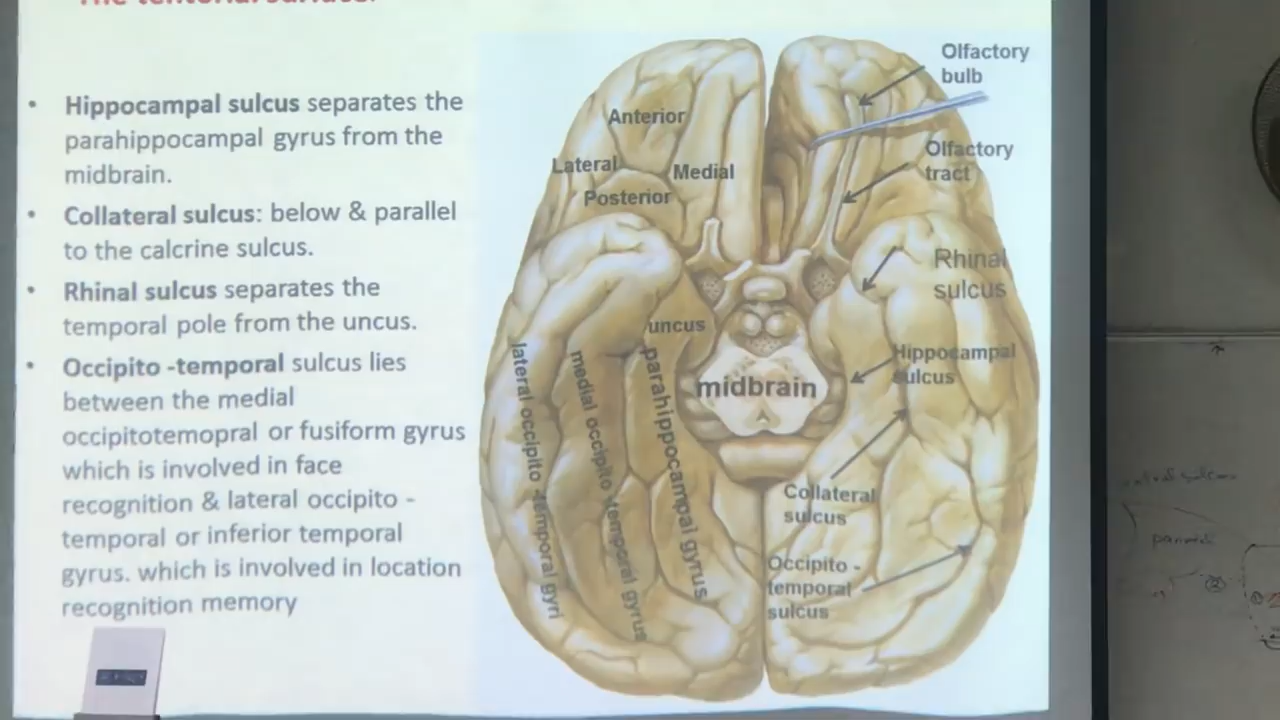 The tentorial surface:
• Hippocampal sulcus separates the
parahippocampal gyrus from the
midbrain.
• Collateral sulcus: below & parallel
to the calcrine sulcus.
• Rhinal sulcus separates the
temporal pole from the uncus.
• Occipito -temporal sulcus lies
between the medial
occipitotemopral or fusiform gyrus
which is involved in face
recognition & lateral occipito -
temporal or inferior temporal
gyrus. which is involved in location
recognition memory
Olfactory
bulb
Anterior
Olfactory
tract
Lateral
Medial
Posterior
Rhinal
sulcus
uncus
Hippocampal
sulcus
midbrain
lateral occipito -temporal gyri
medial occipito -temporal gyrus
parahippocampal gyrus
Collateral
sulcus
Occipito -
temporal
sulcus